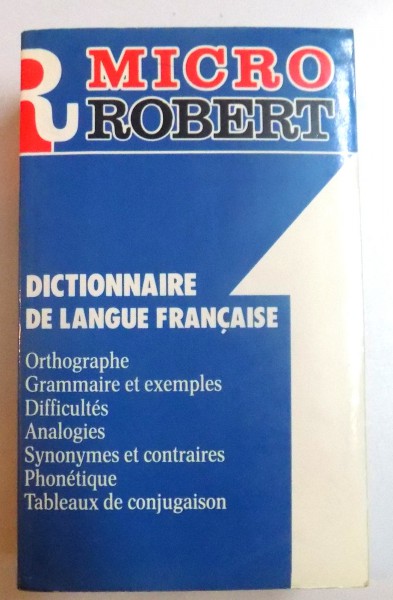 MICRO
ROBERT
DICTIONNAIRE
DE LANGUE FRANÇAISE
Orthographe
Grammaire et exemples
Difficultés
Analogies
Synonymes et contraires
Phonétique
Tableaux de conjugaison
1